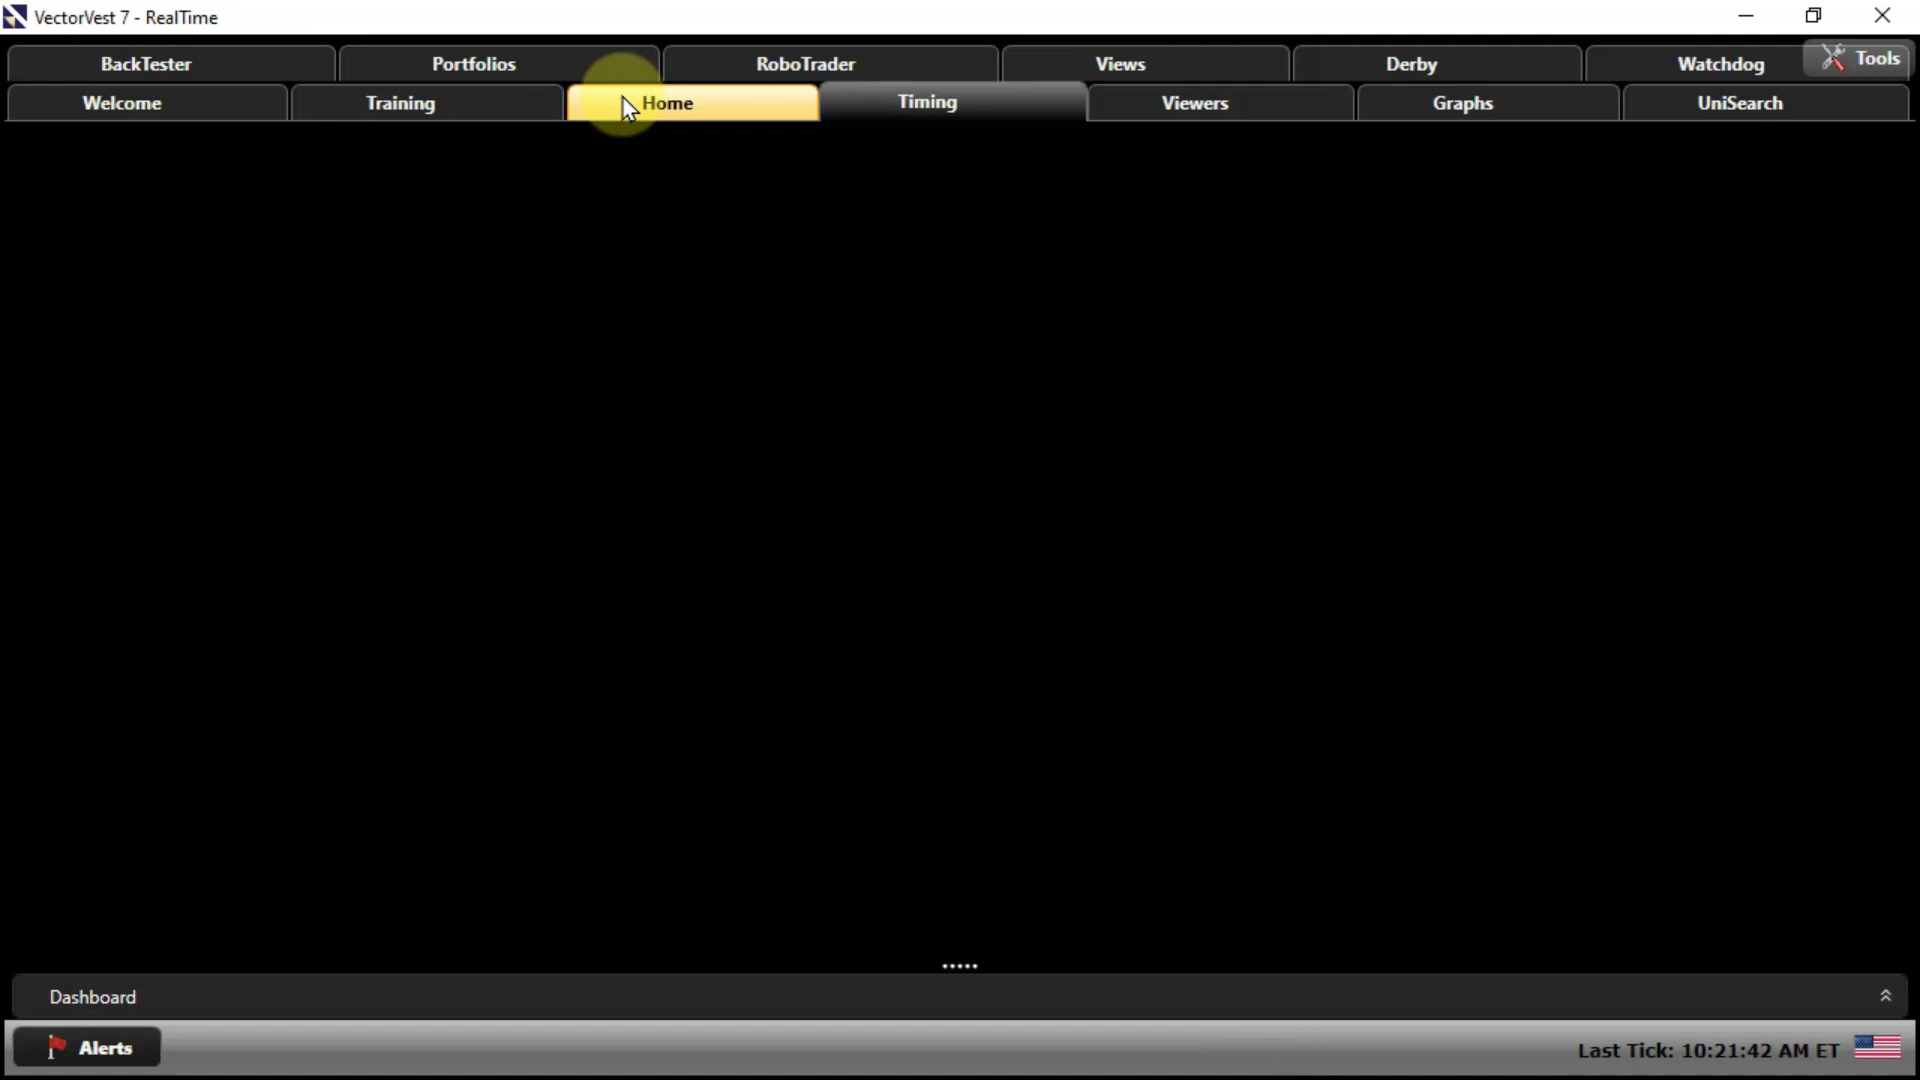 VectorVest 7 - RealTime
BackTester Portfolios RoboTrader Views Derby Watchdog Tools
Welcome Training Home Timing Viewers Graphs UniSearch
Dashboard
Alerts Last Tick: 10:21:42 AM ET